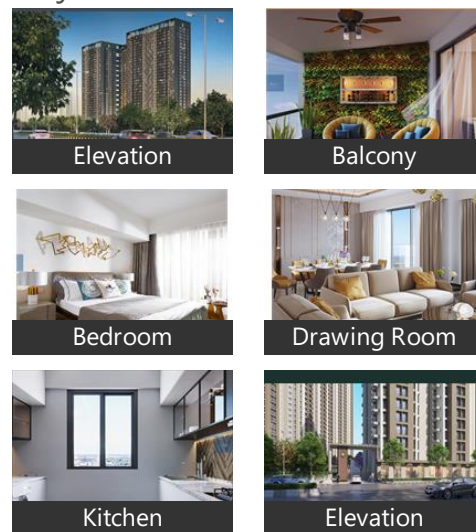 Elevation
Balcony
Bedroom
Drawing Room
Kitchen
Elevation